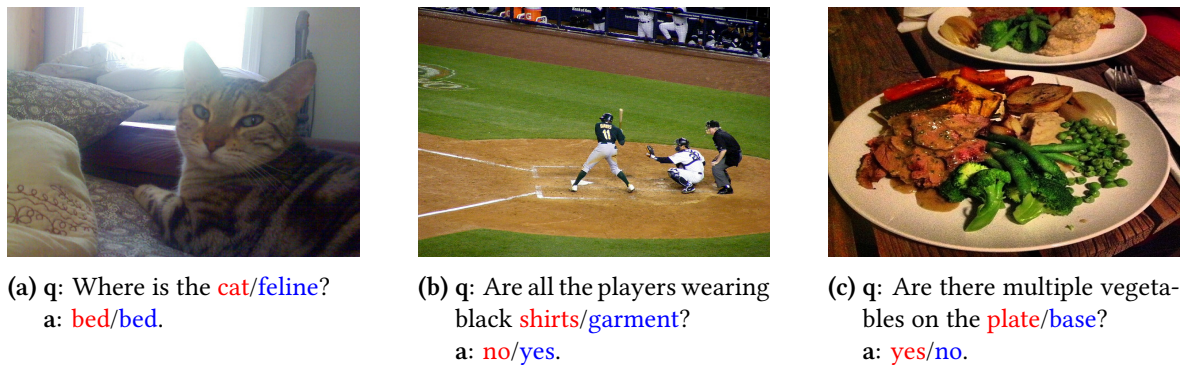 (a) q: Where is the cat/feline?
a: bed/bed.
11
(b) q: Are all the players wearing
black shirts/garment?
a: no/yes.
(c) q: Are there multiple vegeta-
bles on the plate/base?
a: yes/no.